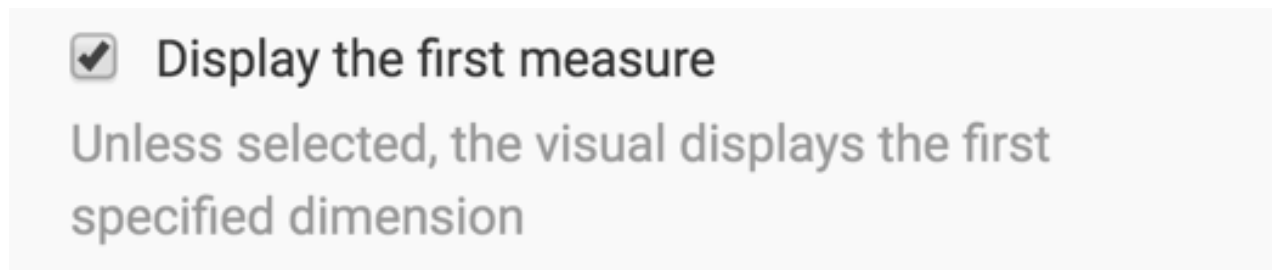 Display the first measure
Unless selected, the visual displays the first
specified dimension